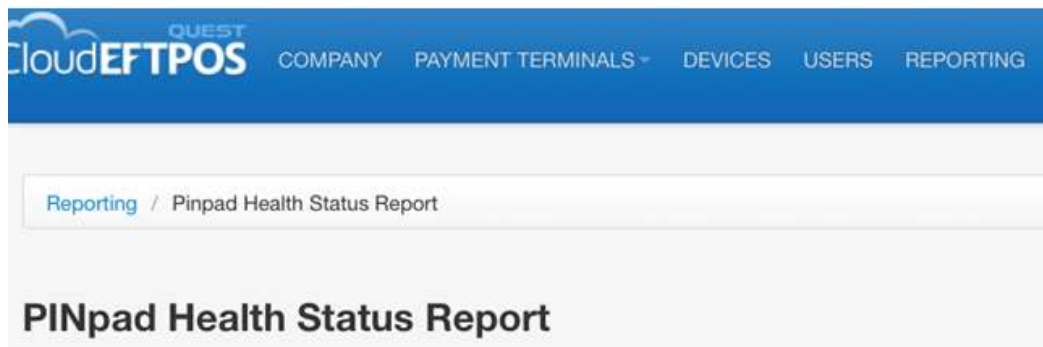 QUEST
CloudEFTPOS COMPANY PAYMENT TERMINALS DEVICES USERS REPORTING
Reporting / Pinpad Health Status Report
PINpad Health Status Report